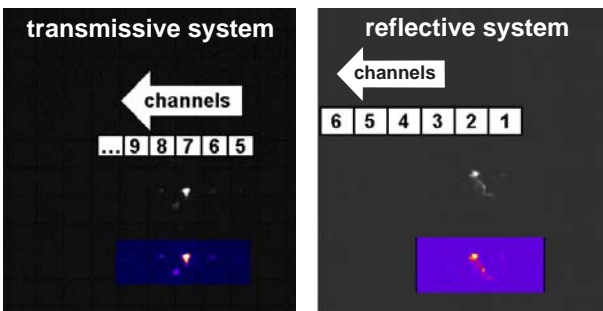 transmissive system
channels
... 9 8 7 6 5
reflective system
channels
6 5 4 3 2 1